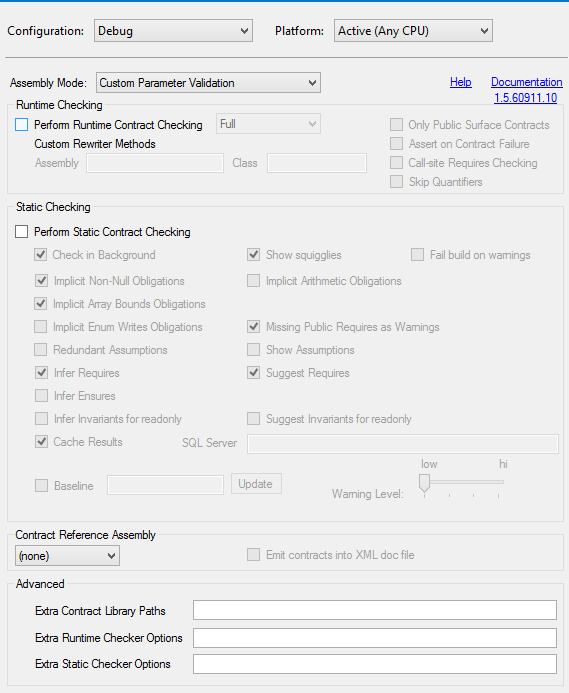 Configuration: Debug Platform: Active (Any CPU)
Assembly Mode: Custom Parameter Validation Help Documentation
1.5.60911.10
Runtime Checking
Perform Runtime Contract Checking Full Only Public Surface Contracts
Custom Rewriter Methods Assert on Contract Failure
Assembly Class Call-site Requires Checking
Skip Quantifiers
Static Checking
Perform Static Contract Checking
Check in Background Show squigglies Fail build on warnings
Implicit Non-Null Obligations Implicit Arithmetic Obligations
Implicit Array Bounds Obligations
Implicit Enum Writes Obligations Missing Public Requires as Warnings
Redundant Assumptions Show Assumptions
Infer Requires Suggest Requires
Infer Ensures
Infer Invariants for readonly Suggest Invariants for readonly
Cache Results SQL Server
low hi
Baseline Update
Warning Level:
Contract Reference Assembly
(none) Emit contracts into XML doc file
Advanced
Extra Contract Library Paths
Extra Runtime Checker Options
Extra Static Checker Options